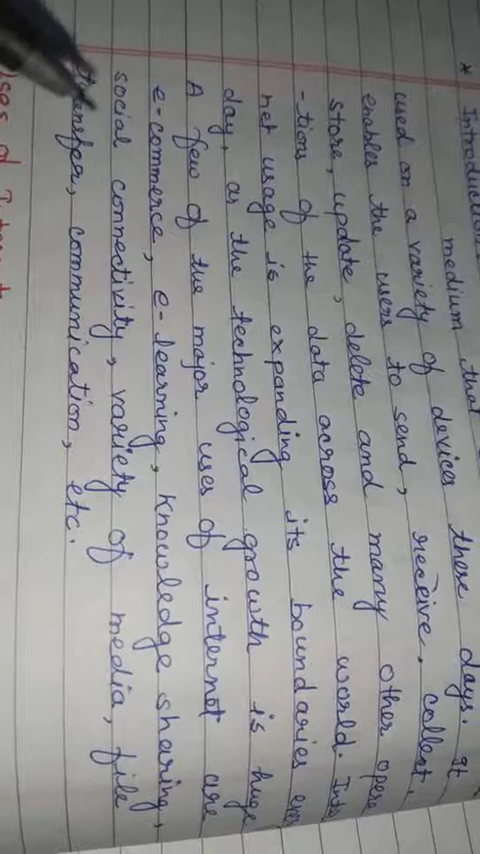 * Introduction
medium that
used on a variety of devices these days. It
enables the users to send, receive, collect,
store, update, delete and many other opera
-tions of the data across the world. Inter
net usage is expanding its boundaries every
day, as the technological growth is huge
A few of the major uses of internet are
e-commerce, e-learning, knowledge sharing,
social connectivity, variety of media, file
transfer, communication, etc.
Uses of Internet